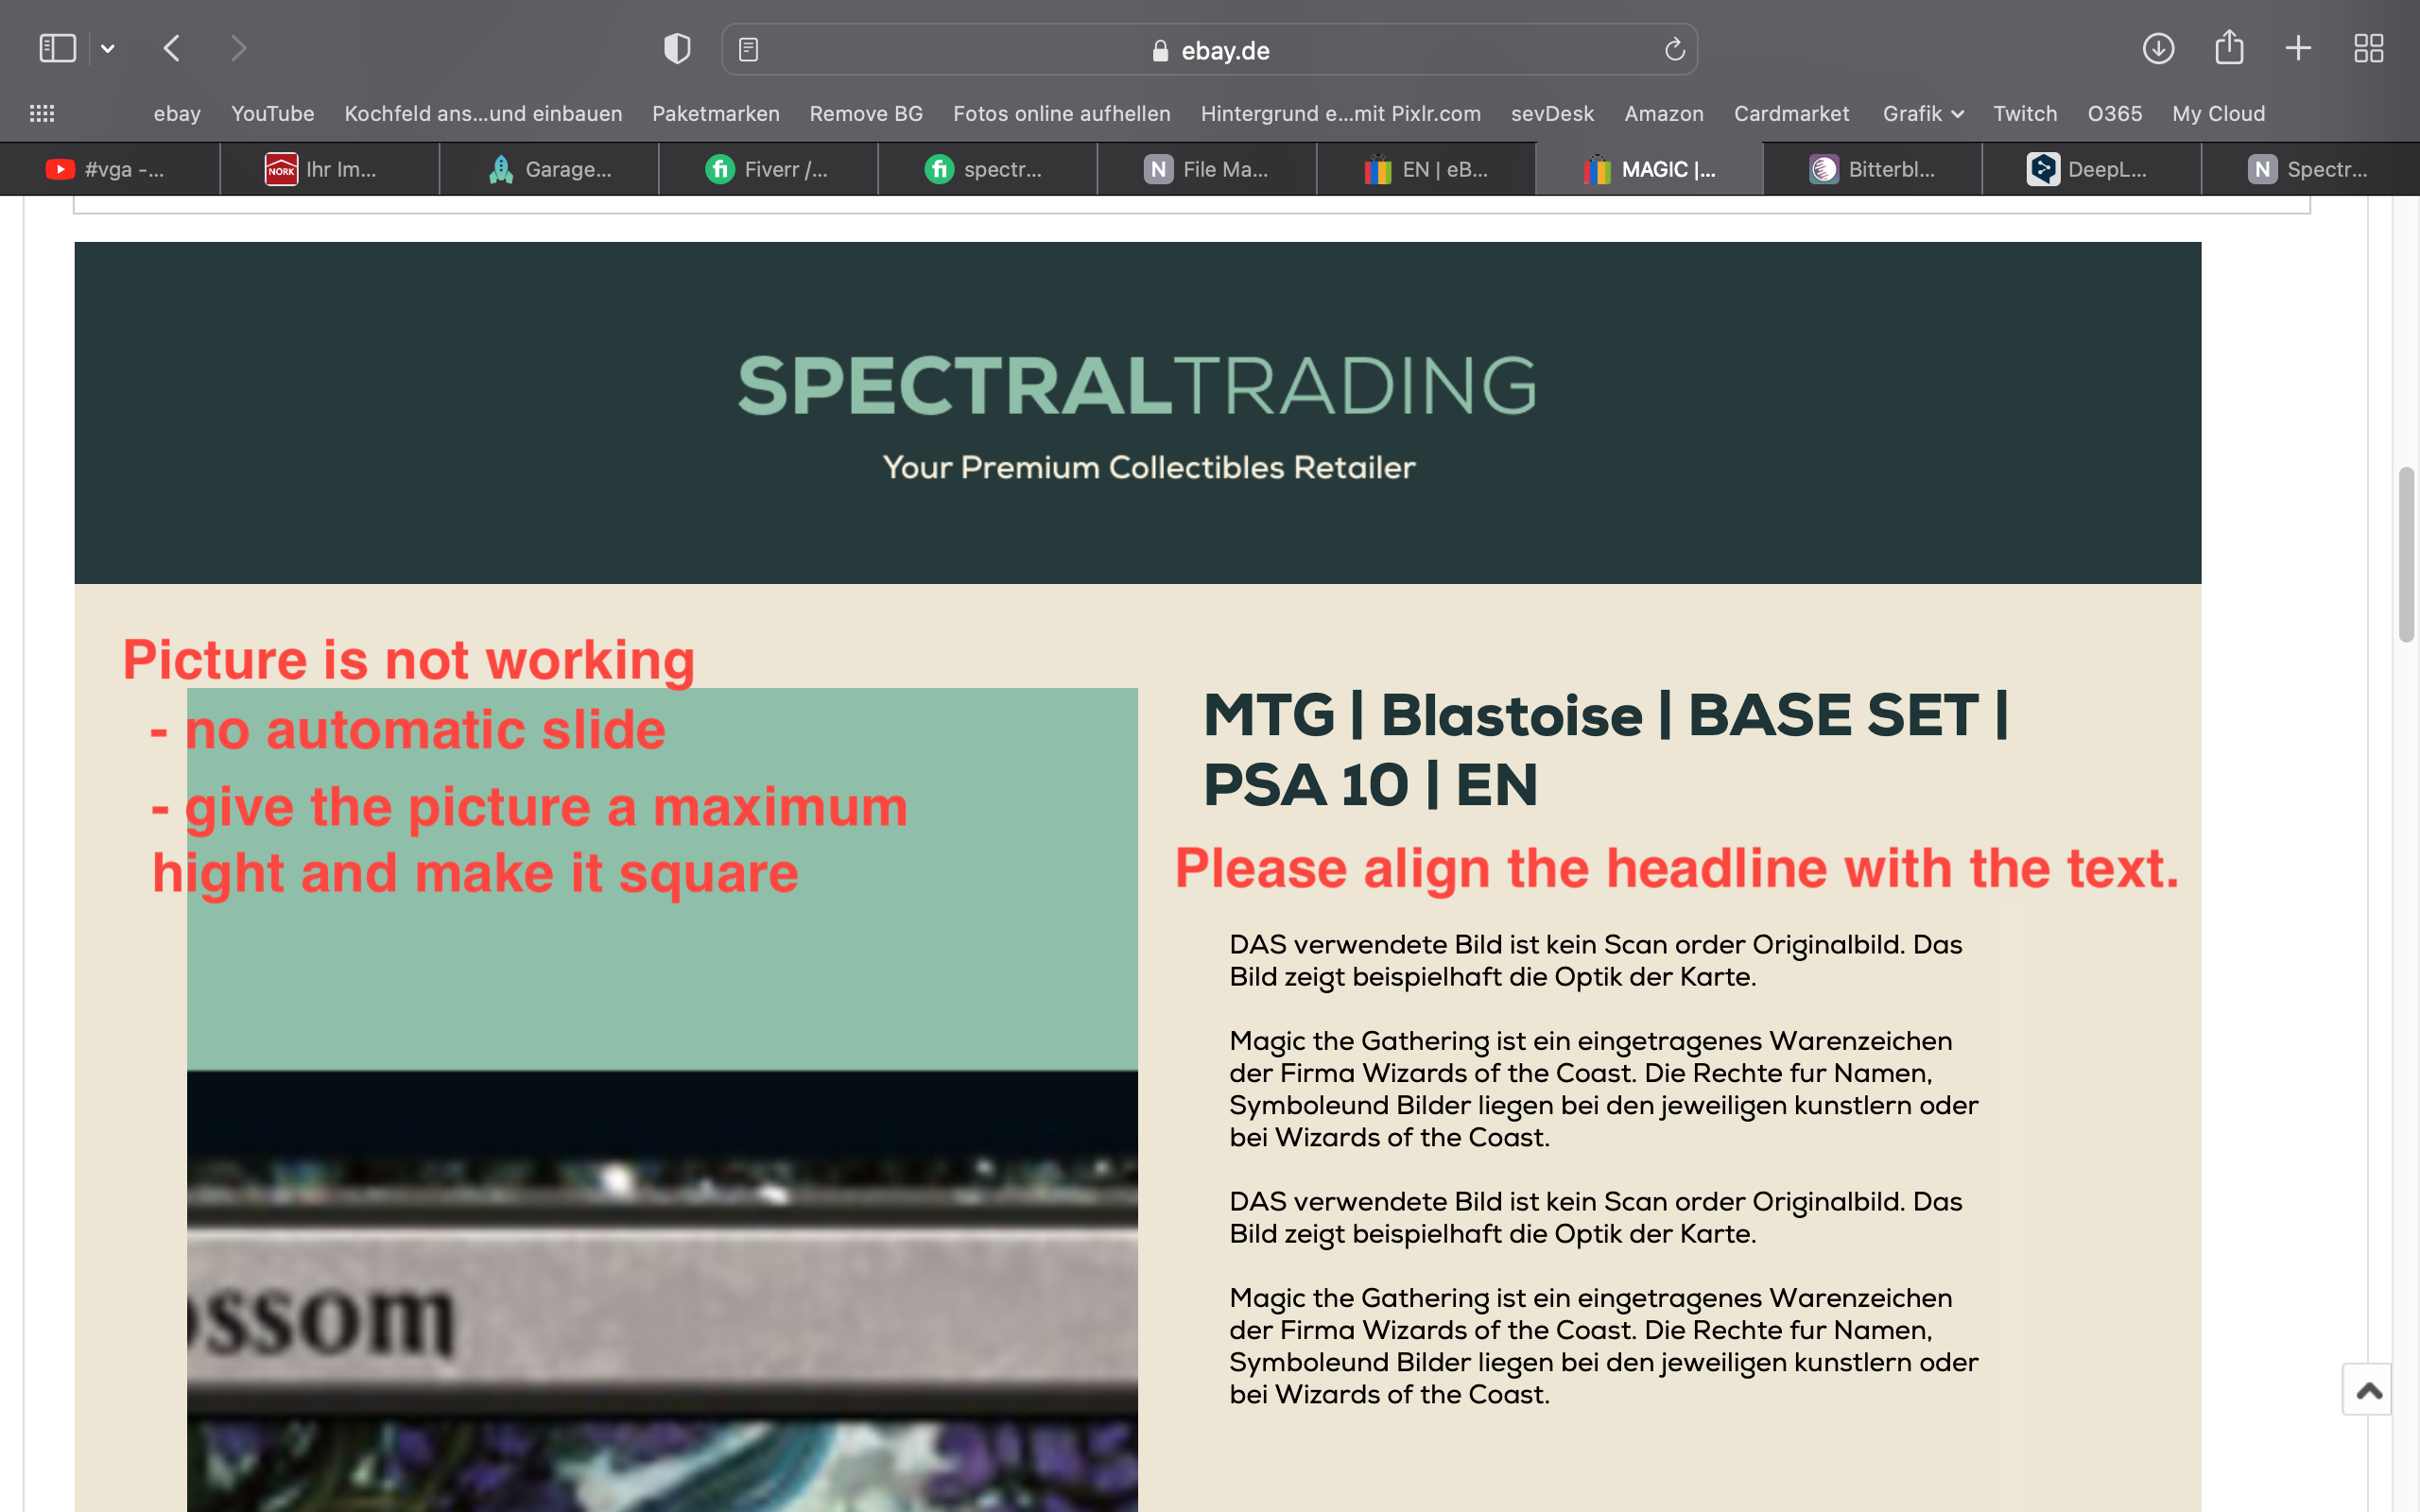 ebay.de
ebay YouTube Kochfeld ans...und einbauen Paketmarken Remove BG Fotos online aufhellen Hintergrund e...mit Pixlr.com sevDesk Amazon Cardmarket Grafik Twitch O365 My Cloud
#vga -... NORK Ihr Im... Garage... fi Fiverr /... fi spectr... N File Ma... EN | eB... MAGIC |... Bitterbl... DeepL... N Spectr...
SPECTRALTRADING
Your Premium Collectibles Retailer
Picture is not working
- no automatic slide
- give the picture a maximum
hight and make it square
MTG | Blastoise | BASE SET |
PSA 10 | EN
Please align the headline with the text.
DAS verwendete Bild ist kein Scan order Originalbild. Das
Bild zeigt beispielhaft die Optik der Karte.
Magic the Gathering ist ein eingetragenes Warenzeichen
der Firma Wizards of the Coast. Die Rechte fur Namen,
Symboleund Bilder liegen bei den jeweiligen kunstlern oder
bei Wizards of the Coast.
DAS verwendete Bild ist kein Scan order Originalbild. Das
Bild zeigt beispielhaft die Optik der Karte.
Magic the Gathering ist ein eingetragenes Warenzeichen
der Firma Wizards of the Coast. Die Rechte fur Namen,
Symboleund Bilder liegen bei den jeweiligen kunstlern oder
bei Wizards of the Coast.
ossom